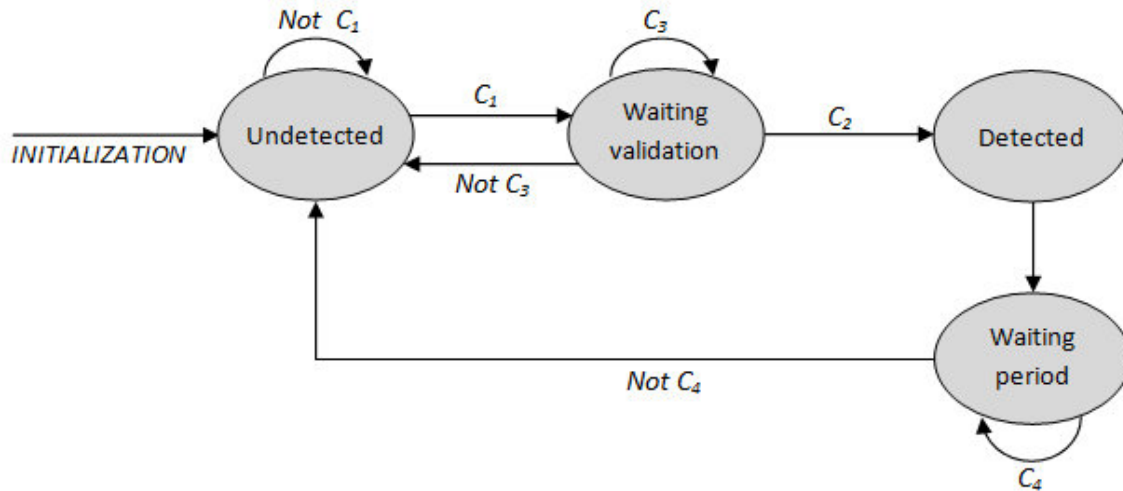 Not C₁
C₃
Undetected
C₁
Waiting
validation
C₂
Detected
INITIALIZATION
Not C₃
Waiting
period
Not C₄
C₄